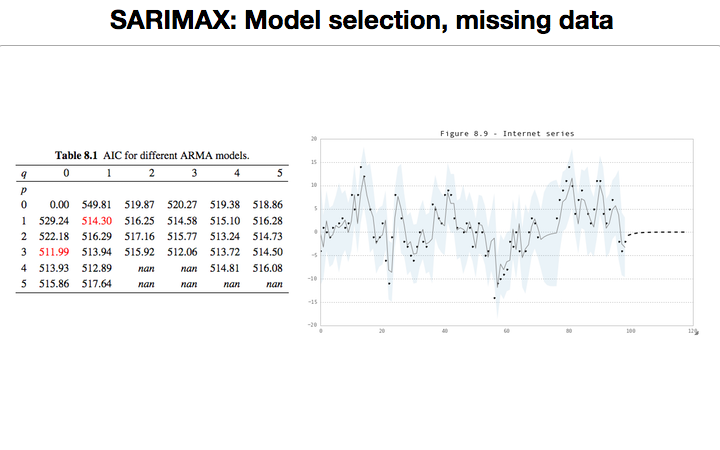 SARIMAX: Model selection, missing data
Table 8.1 AIC for different ARMA models.
q 0 1 2 3 4 5
p
0 0.00 549.81 519.87 520.27 519.38 518.86
1 529.24 514.30 516.25 514.58 515.10 516.28
2 522.18 516.29 517.16 515.77 513.24 514.73
3 511.99 513.94 515.92 512.06 513.72 514.50
4 513.93 512.89 nan nan 514.81 516.08
5 515.86 517.64 nan nan nan nan
Figure 8.9 - Internet series
20
15
10
5
0
-5
-10
-15
-20
0 20 40 60 80 100 120